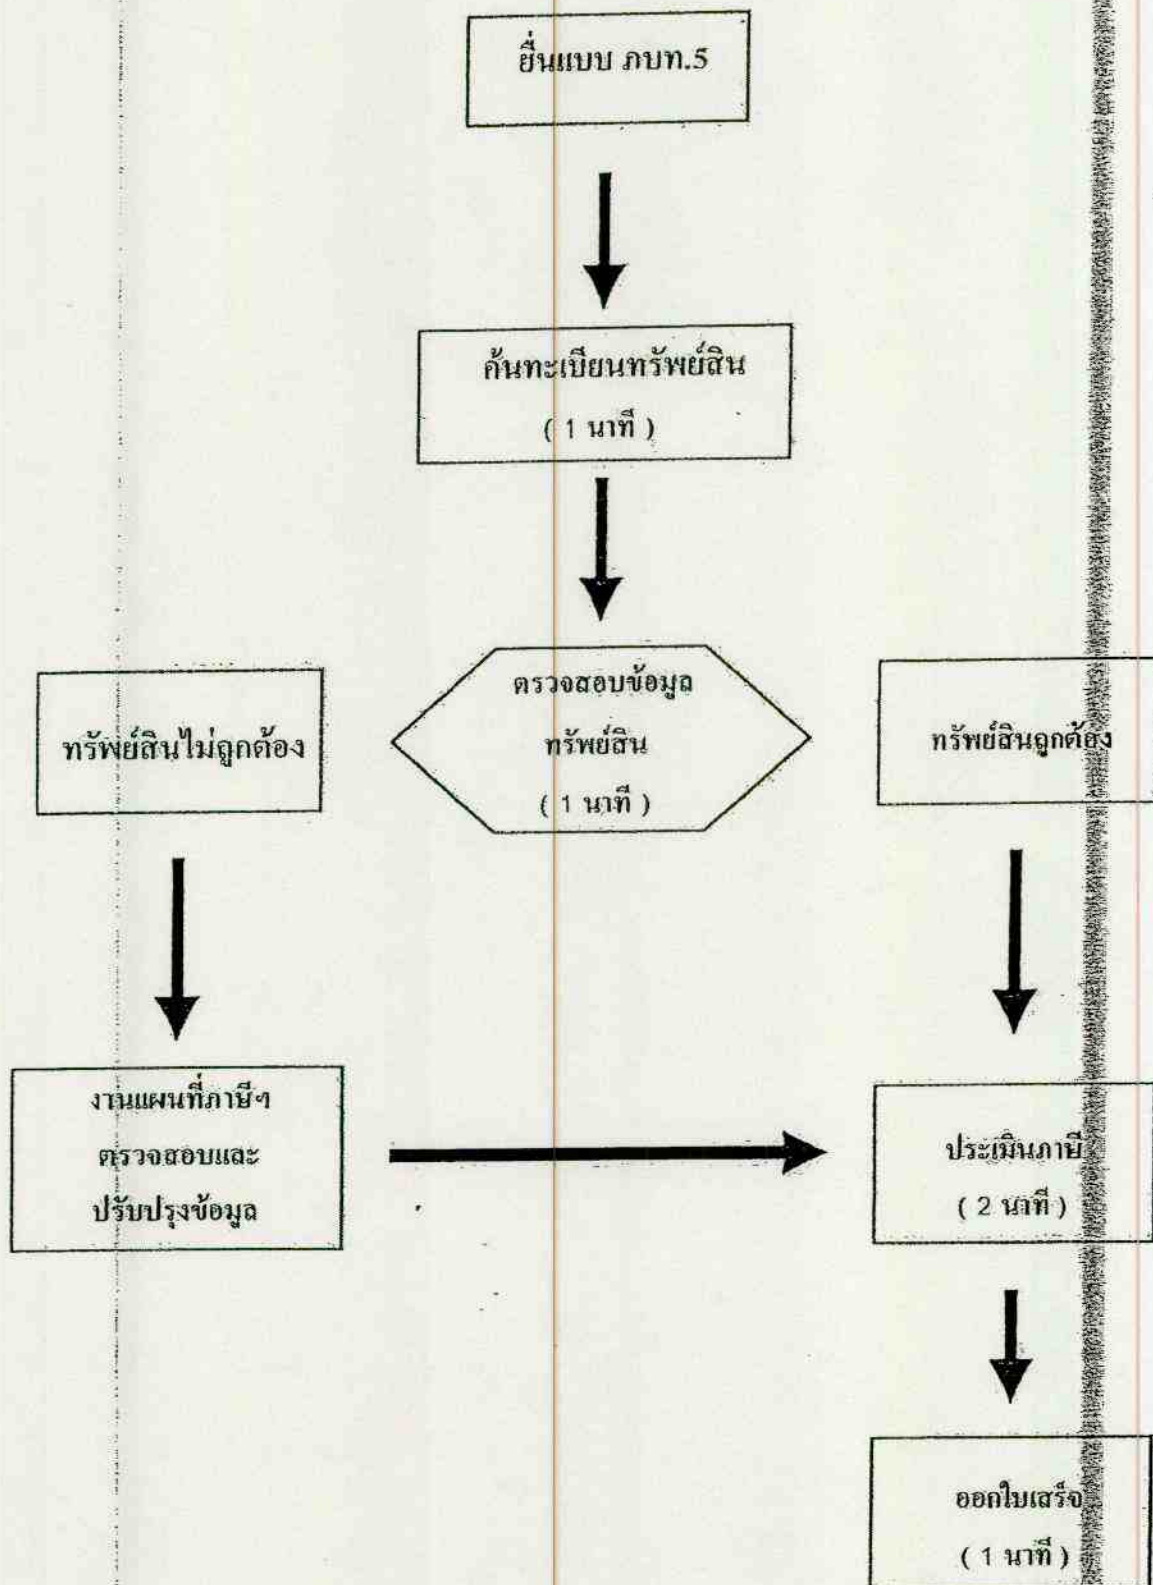 ยื่นแบบ ภบท.5
ค้นทะเบียนทรัพย์สิน
( 1 นาที )
ตรวจสอบข้อมูล
ทรัพย์สิน
( 1 นาที )
ทรัพย์สินไม่ถูกต้อง
ทรัพย์สินถูกต้อง
งานแผนที่ภาษีฯ
ตรวจสอบและ
ปรับปรุงข้อมูล
ประเมินภาษี
( 2 นาที )
ออกใบเสร็จ
( 1 นาที )